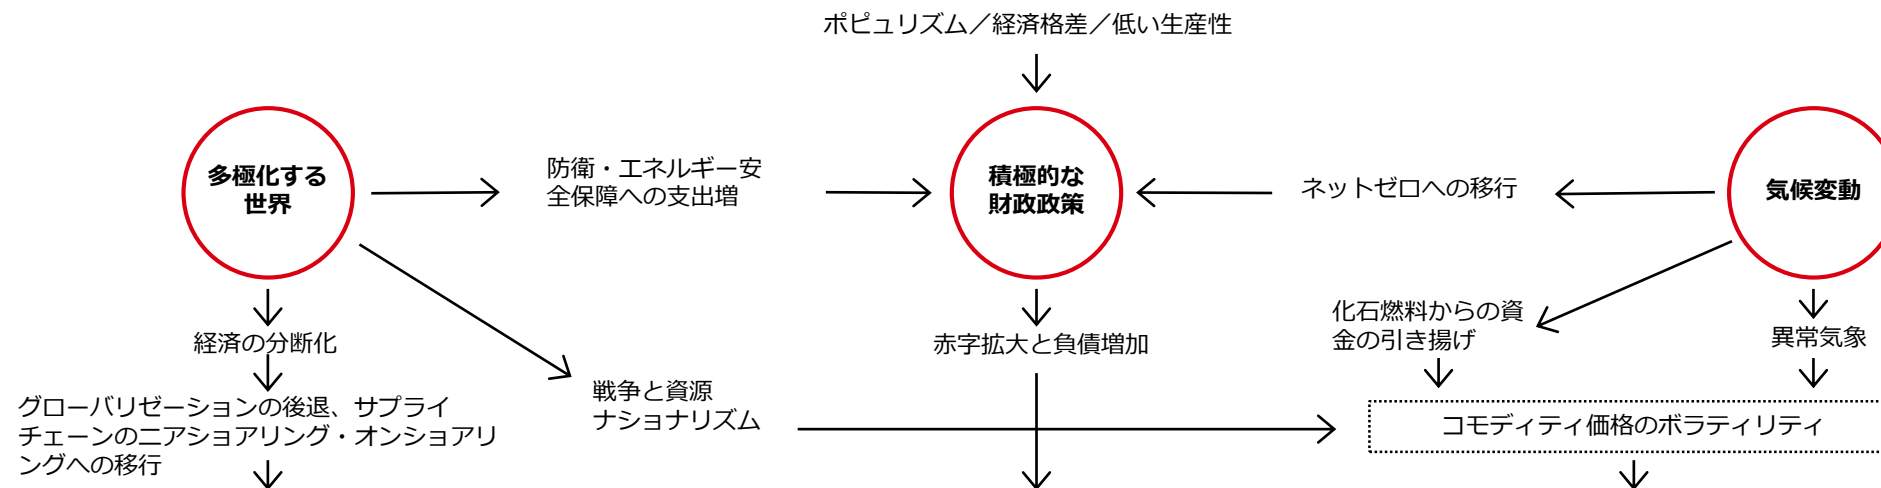 ポピュリズム／経済格差／低い生産性
多極化する
世界
防衛・エネルギー安
全保障への支出増
積極的な
財政政策
ネットゼロへの移行
気候変動
経済の分断化
赤字拡大と負債増加
化石燃料からの資
金の引き揚げ
異常気象
グローバリゼーションの後退、サプライ
チェーンのニアショアリング・オンショアリ
ングへの移行
戦争と資源
ナショナリズム
コモディティ価格のボラティリティ